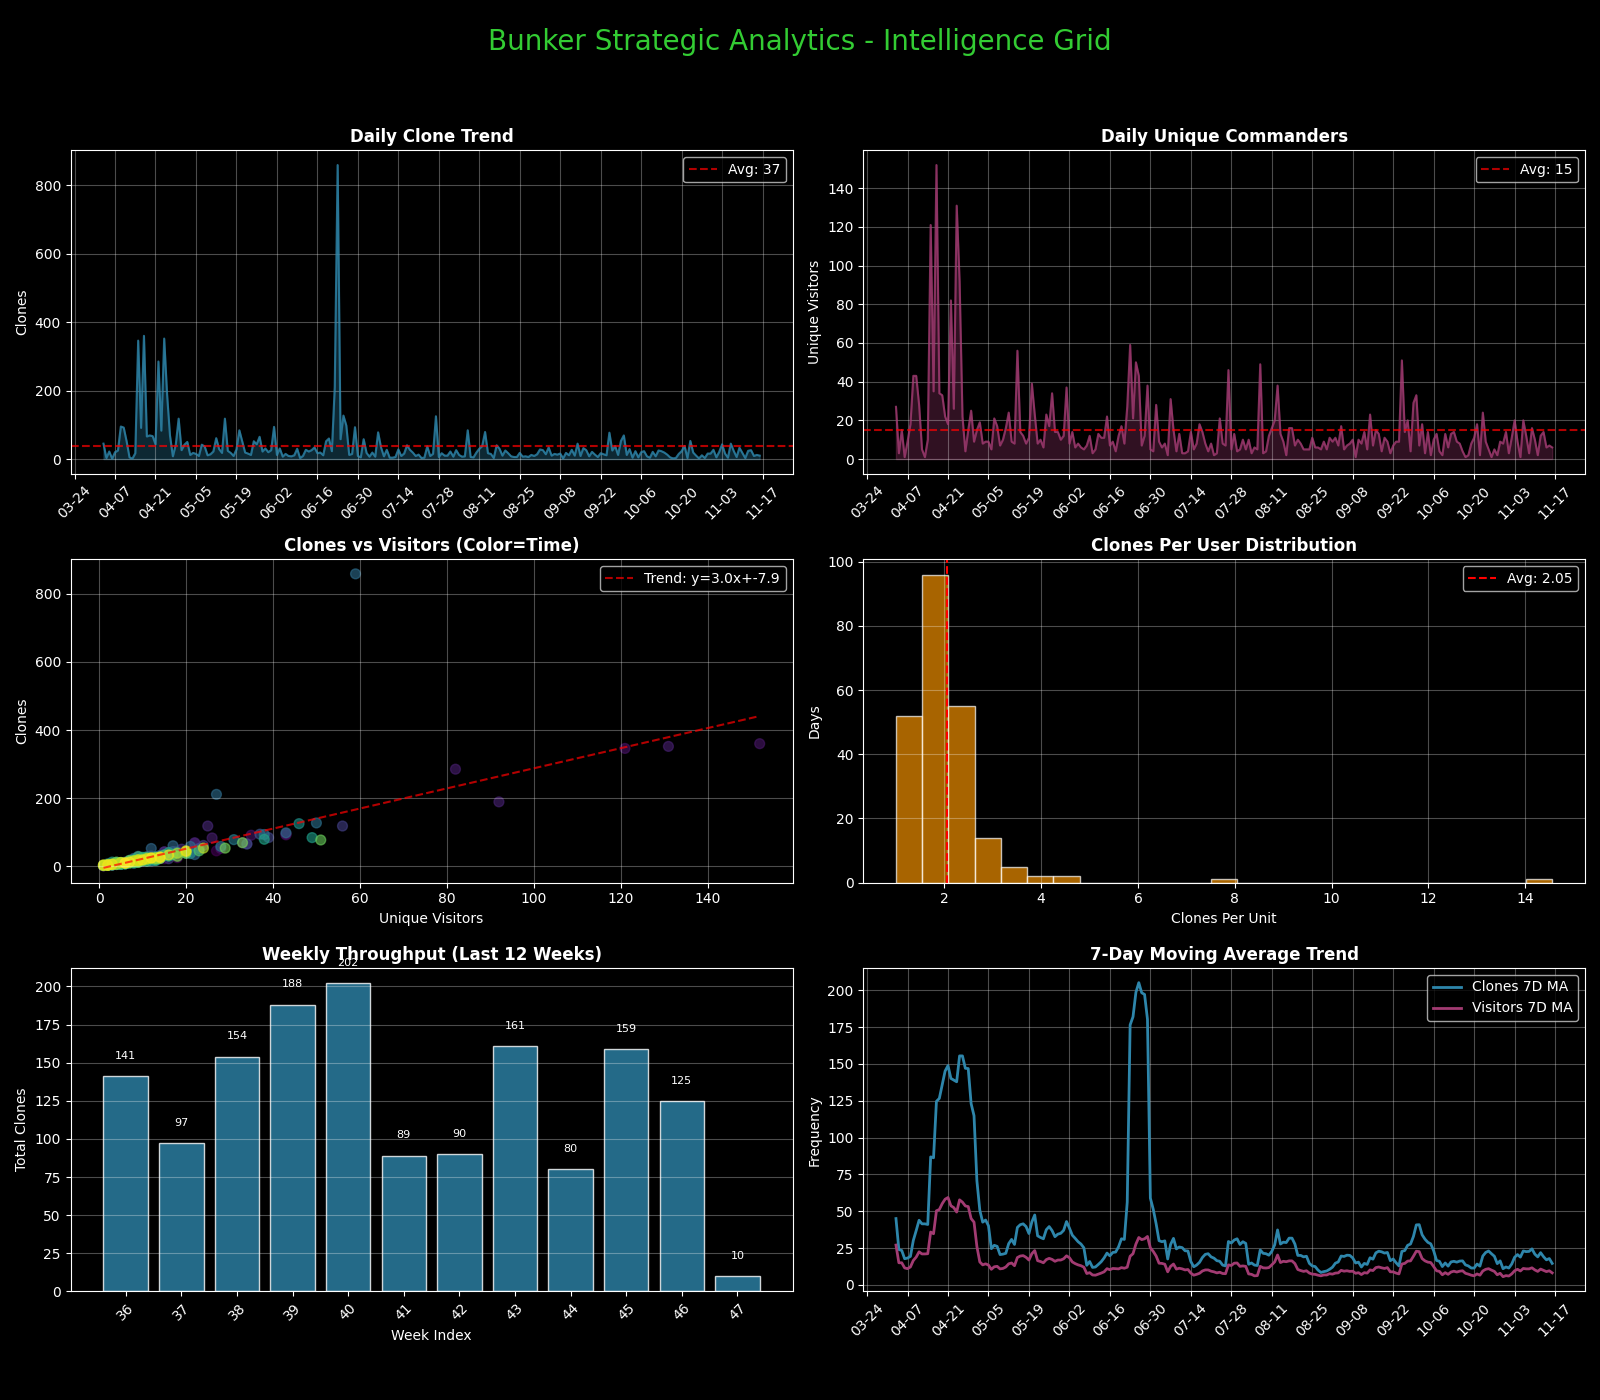 Bunker Strategic Analytics - Intelligence Grid
Daily Clone Trend
Clones
800
600
400
200
0
Avg: 37
03-24 04-07 04-21 05-05 05-19 06-02 06-16 06-30 07-14 07-28 08-11 08-25 09-08 09-22 10-06 10-20 11-03 11-17
Daily Unique Commanders
Unique Visitors
140
120
100
80
60
40
20
0
Avg: 15
03-24 04-07 04-21 05-05 05-19 06-02 06-16 06-30 07-14 07-28 08-11 08-25 09-08 09-22 10-06 10-20 11-03 11-17
Clones vs Visitors (Color=Time)
Clones
800
600
400
200
0
Trend: y=3.0x+-7.9
0 20 40 60 80 100 120 140
Unique Visitors
Clones Per User Distribution
Days
100
80
60
40
20
0
Avg: 2.05
2 4 6 8 10 12 14
Clones Per Unit
Weekly Throughput (Last 12 Weeks)
Total Clones
200
175
150
125
100
75
50
25
0
141 97 154 188 202 89 90 161 80 159 125 10
36 37 38 39 40 41 42 43 44 45 46 47
Week Index
7-Day Moving Average Trend
Frequency
200
175
150
125
100
75
50
25
0
Clones 7D MA
Visitors 7D MA
03-24 04-07 04-21 05-05 05-19 06-02 06-16 06-30 07-14 07-28 08-11 08-25 09-08 09-22 10-06 10-20 11-03 11-17